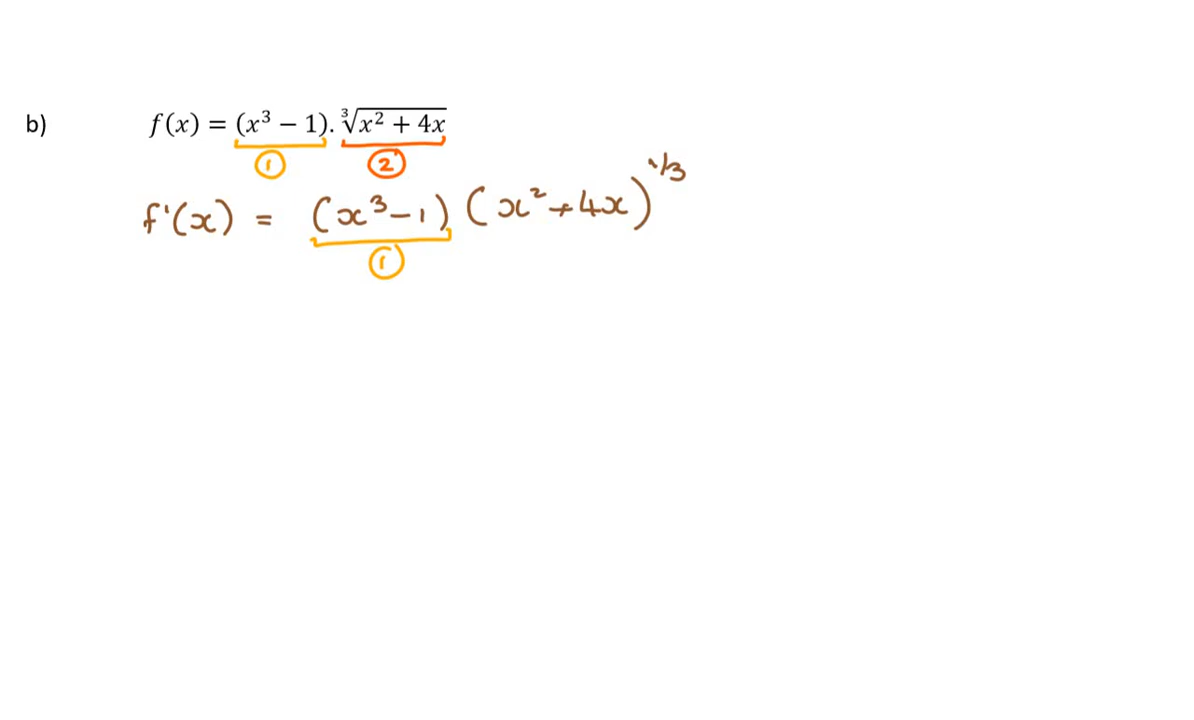 b) f(x) = (x³ − 1). ∛x² + 4x
① ②
f'(x) = (x³−1) (x²+4x)^1/3
①